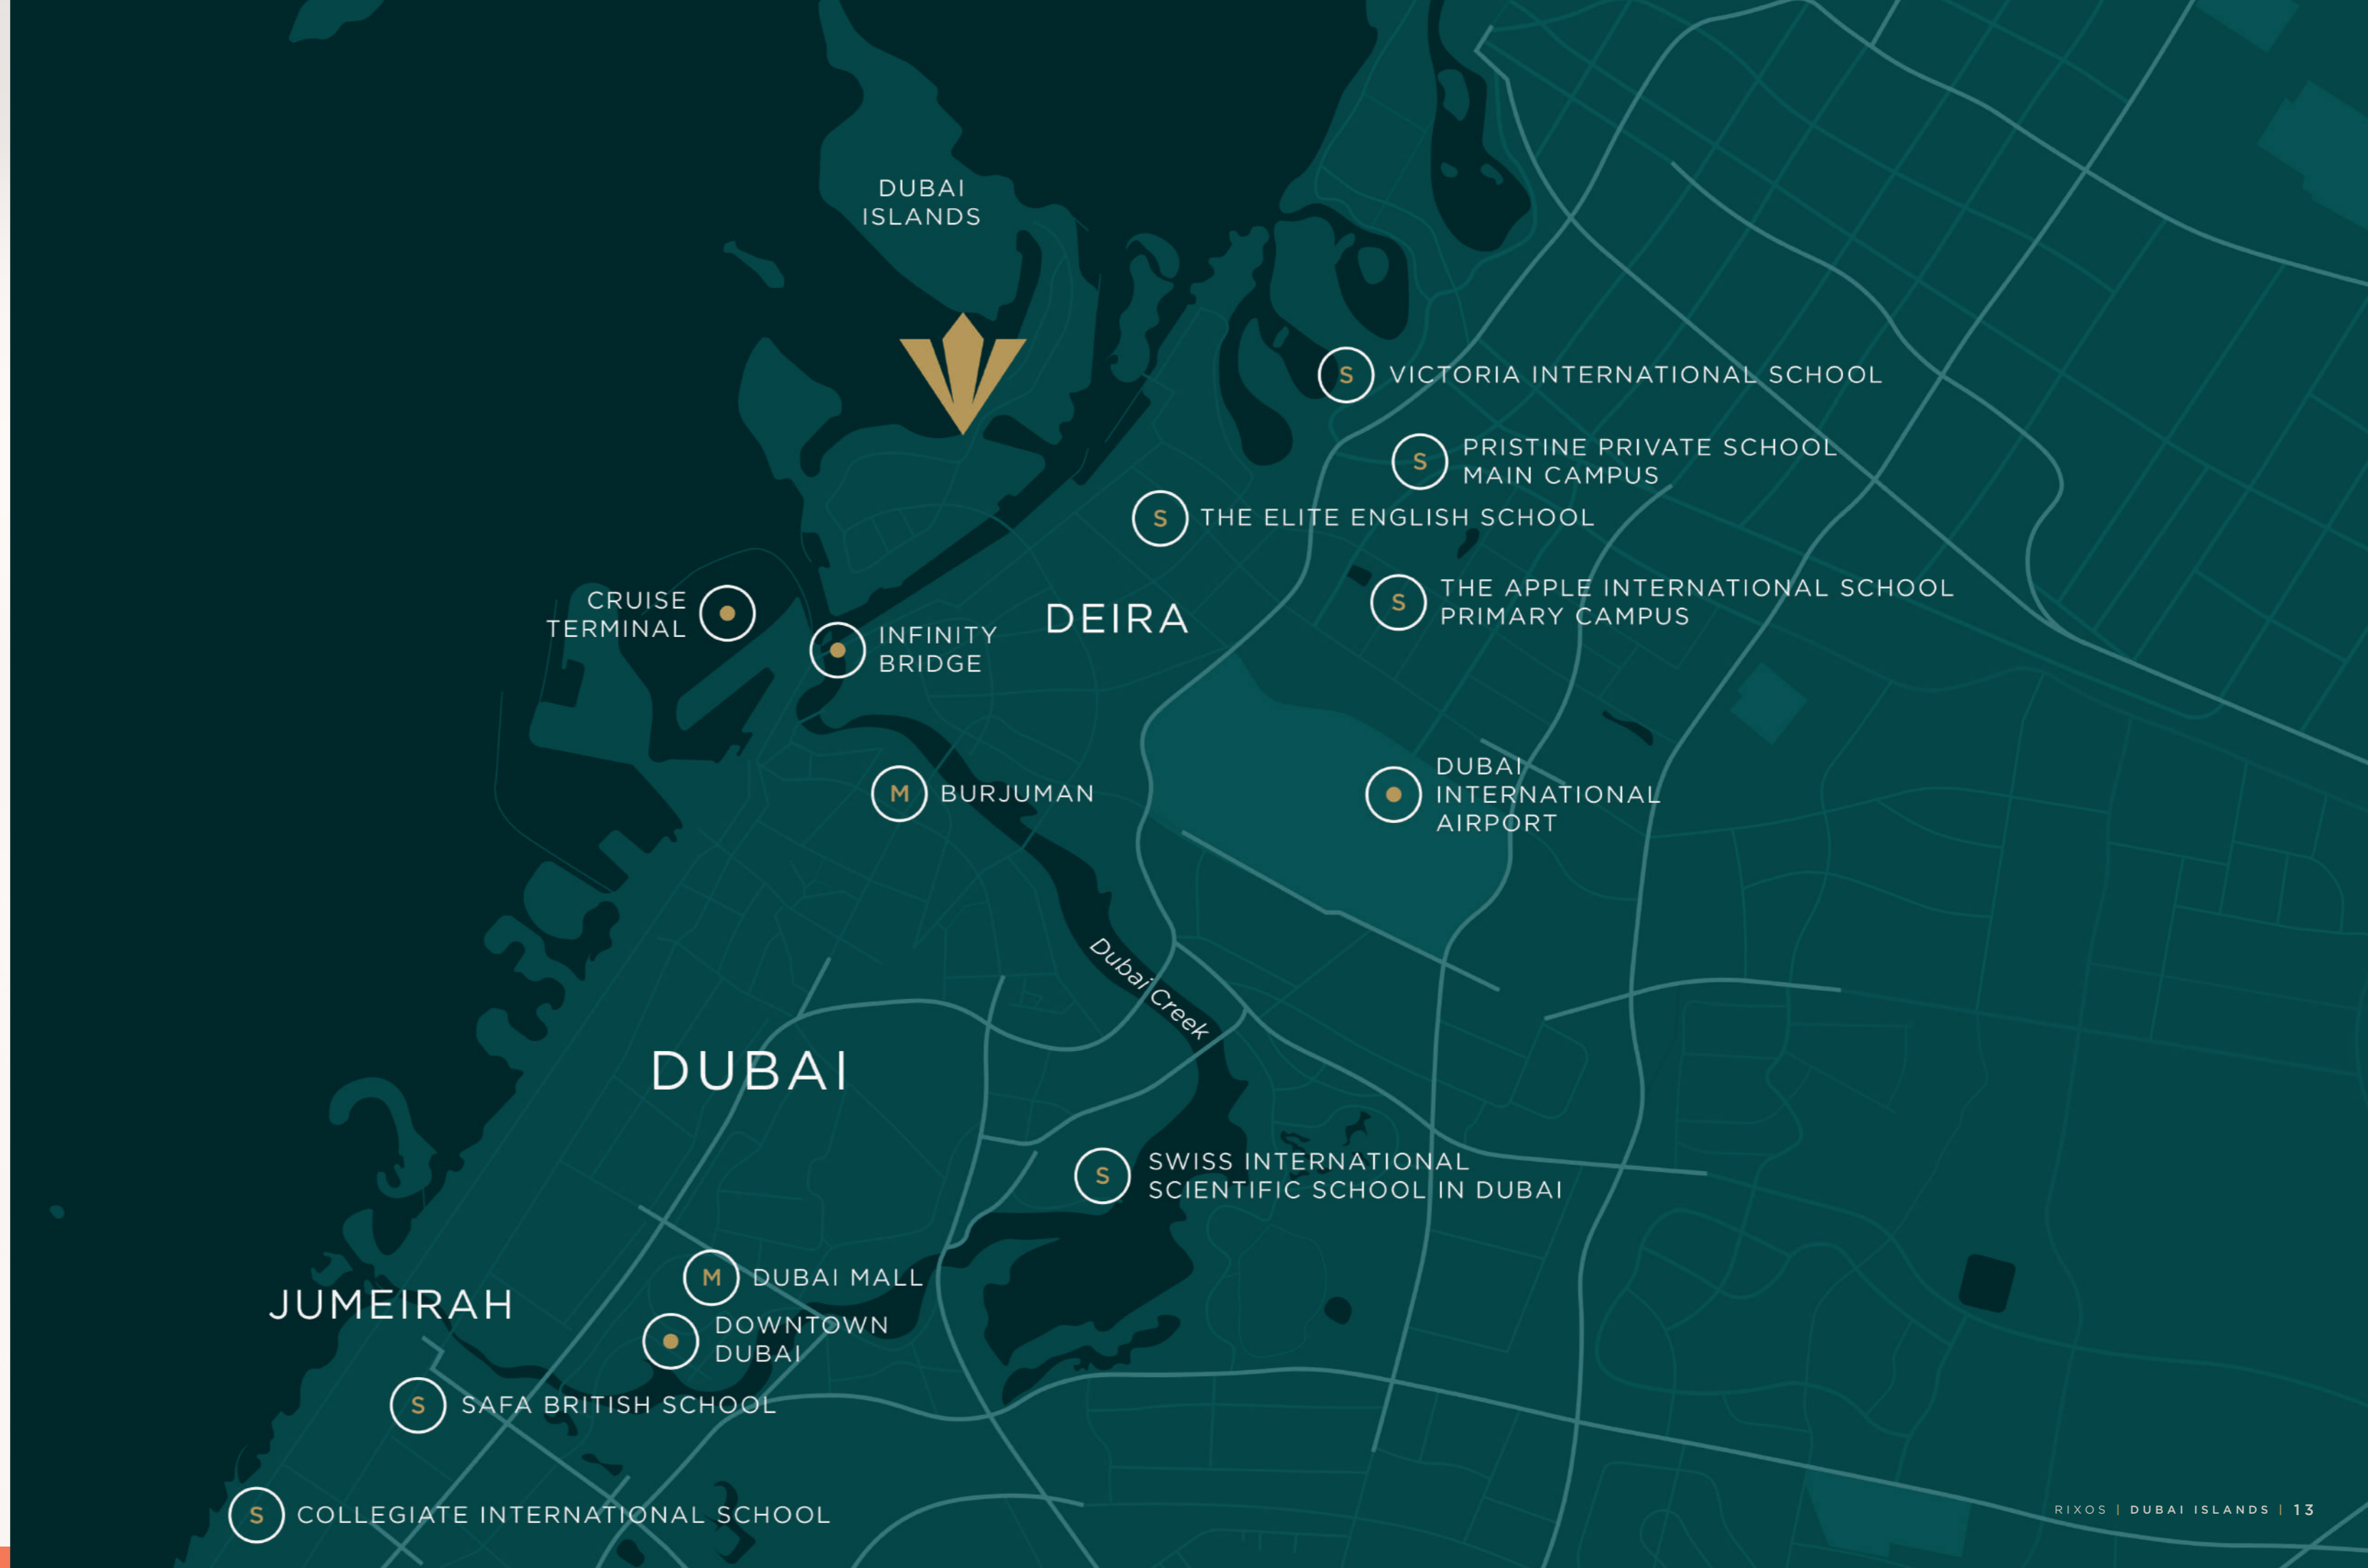 DUBAI
ISLANDS
S
VICTORIA INTERNATIONAL SCHOOL
S
PRISTINE PRIVATE SCHOOL
MAIN CAMPUS
S
THE ELITE ENGLISH SCHOOL
CRUISE
TERMINAL
INFINITY
BRIDGE
DEIRA
S
THE APPLE INTERNATIONAL SCHOOL
PRIMARY CAMPUS
M
BURJUMAN
DUBAI
INTERNATIONAL
AIRPORT
Dubai Creek
DUBAI
S
SWISS INTERNATIONAL
SCIENTIFIC SCHOOL IN DUBAI
M
DUBAI MALL
JUMEIRAH
DOWNTOWN
DUBAI
S
SAFA BRITISH SCHOOL
S
COLLEGIATE INTERNATIONAL SCHOOL
RIXOS | DUBAI ISLANDS | 13